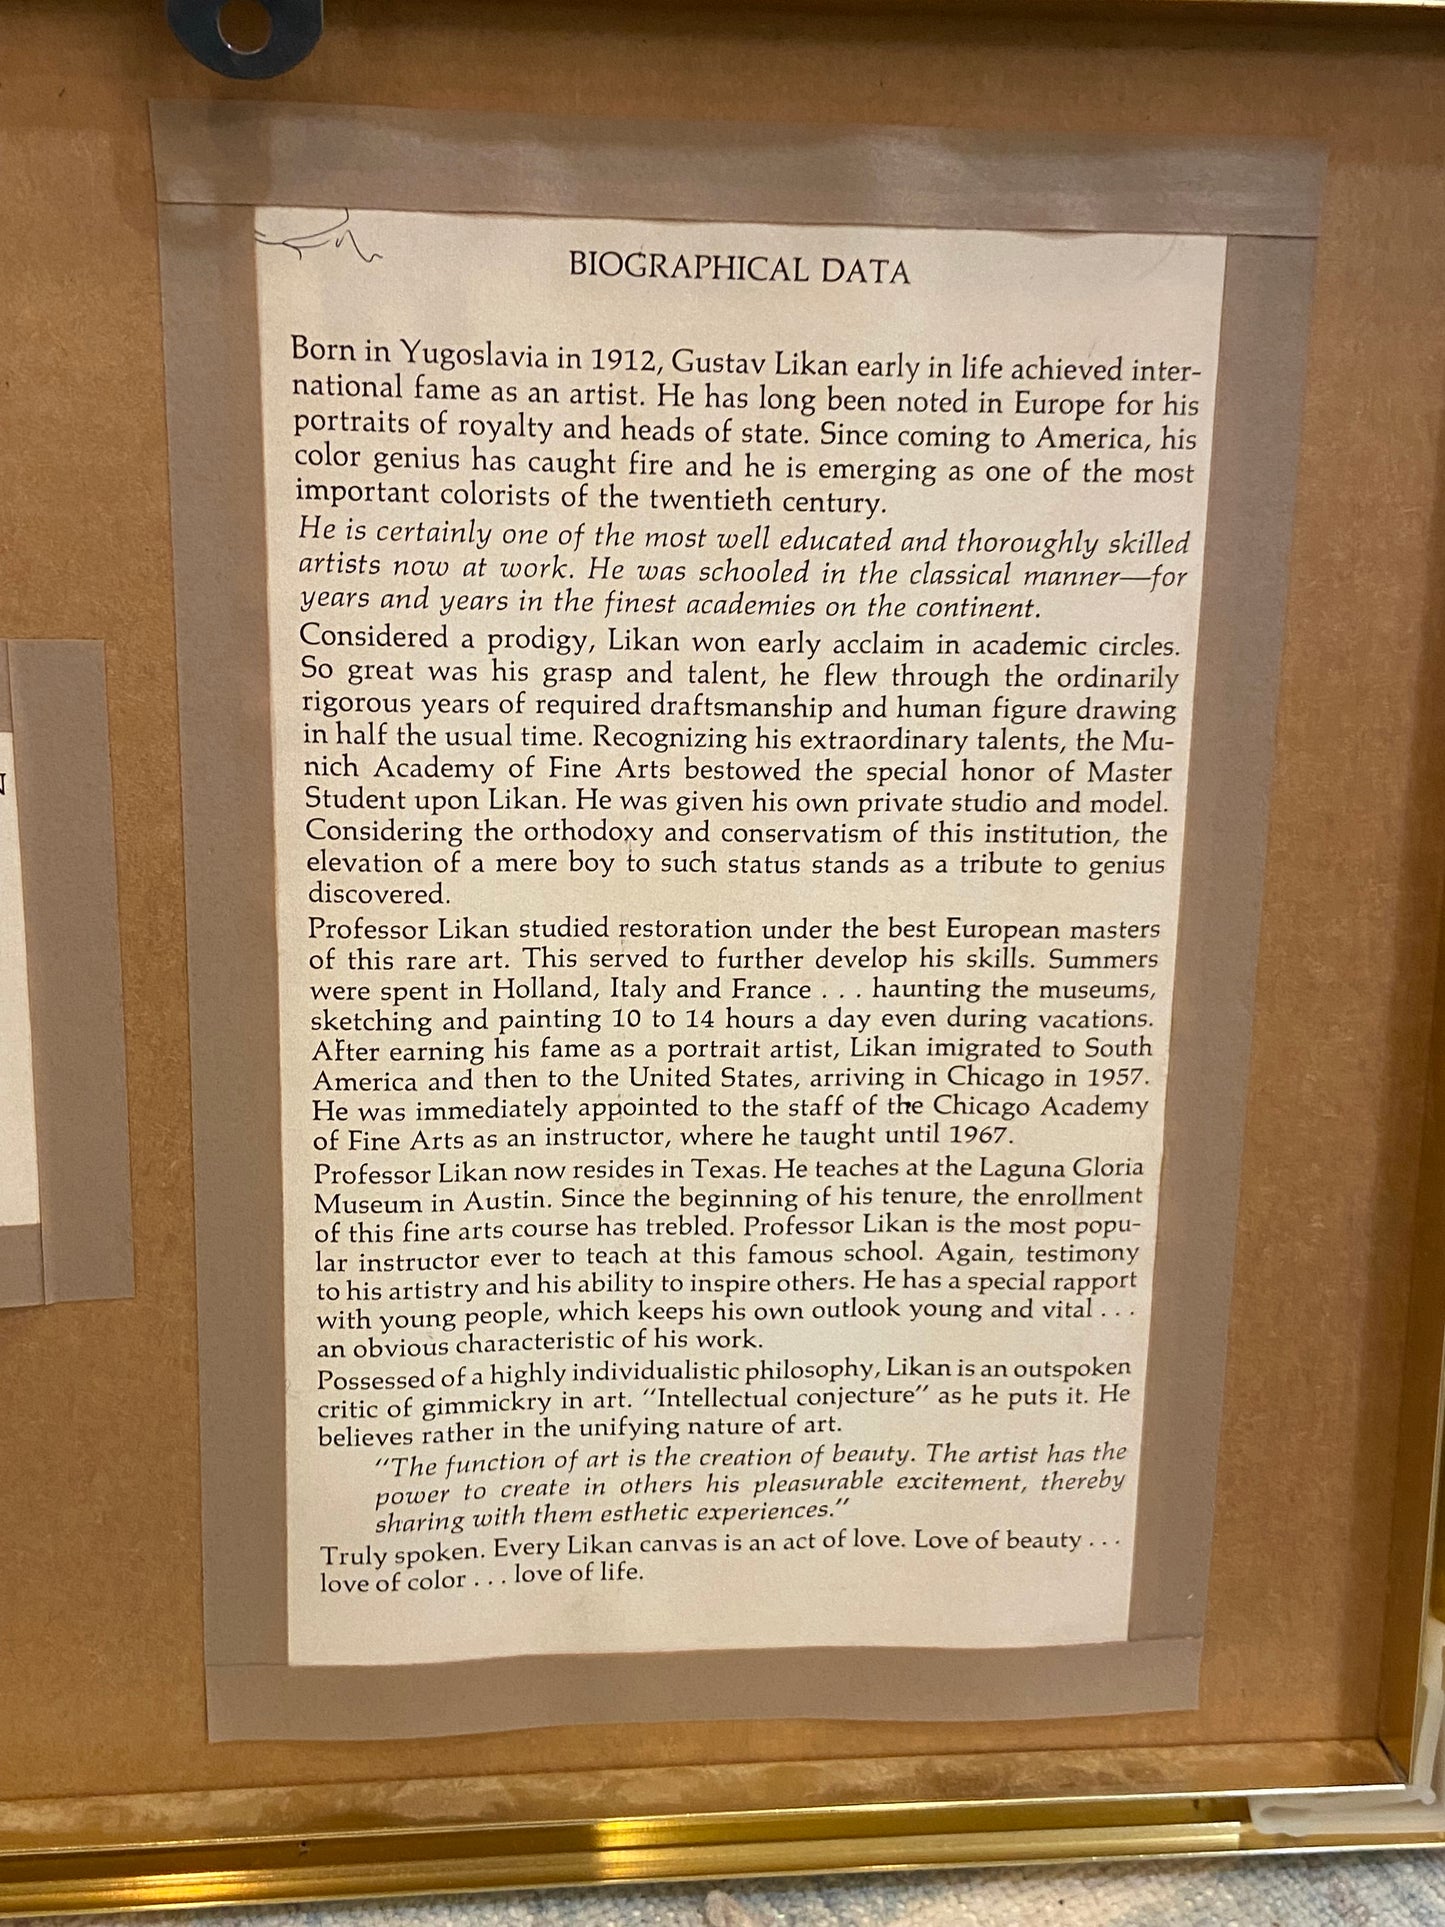 BIOGRAPHICAL DATA
Born in Yugoslavia in 1912, Gustav Likan early in life achieved inter-
national fame as an artist. He has long been noted in Europe for his
portraits of royalty and heads of state. Since coming to America, his
color genius has caught fire and he is emerging as one of the most
important colorists of the twentieth century.
He is certainly one of the most well educated and thoroughly skilled
artists now at work. He was schooled in the classical manner—for
years and years in the finest academies on the continent.
Considered a prodigy, Likan won early acclaim in academic circles.
So great was his grasp and talent, he flew through the ordinarily
rigorous years of required draftsmanship and human figure drawing
in half the usual time. Recognizing his extraordinary talents, the Mu-
nich Academy of Fine Arts bestowed the special honor of Master
Student upon Likan. He was given his own private studio and model.
Considering the orthodoxy and conservatism of this institution, the
elevation of a mere boy to such status stands as a tribute to genius
discovered.
Professor Likan studied restoration under the best European masters
of this rare art. This served to further develop his skills. Summers
were spent in Holland, Italy and France . . . haunting the museums,
sketching and painting 10 to 14 hours a day even during vacations.
After earning his fame as a portrait artist, Likan imigrated to South
America and then to the United States, arriving in Chicago in 1957.
He was immediately appointed to the staff of the Chicago Academy
of Fine Arts as an instructor, where he taught until 1967.
Professor Likan now resides in Texas. He teaches at the Laguna Gloria
Museum in Austin. Since the beginning of his tenure, the enrollment
of this fine arts course has trebled. Professor Likan is the most popu-
lar instructor ever to teach at this famous school. Again, testimony
to his artistry and his ability to inspire others. He has a special rapport
with young people, which keeps his own outlook young and vital . . .
an obvious characteristic of his work.
Possessed of a highly individualistic philosophy, Likan is an outspoken
critic of gimmickry in art. "Intellectual conjecture" as he puts it. He
believes rather in the unifying nature of art.
"The function of art is the creation of beauty. The artist has the
power to create in others his pleasurable excitement, thereby
sharing with them esthetic experiences."
Truly spoken. Every Likan canvas is an act of love. Love of beauty . . .
love of color . . . love of life.